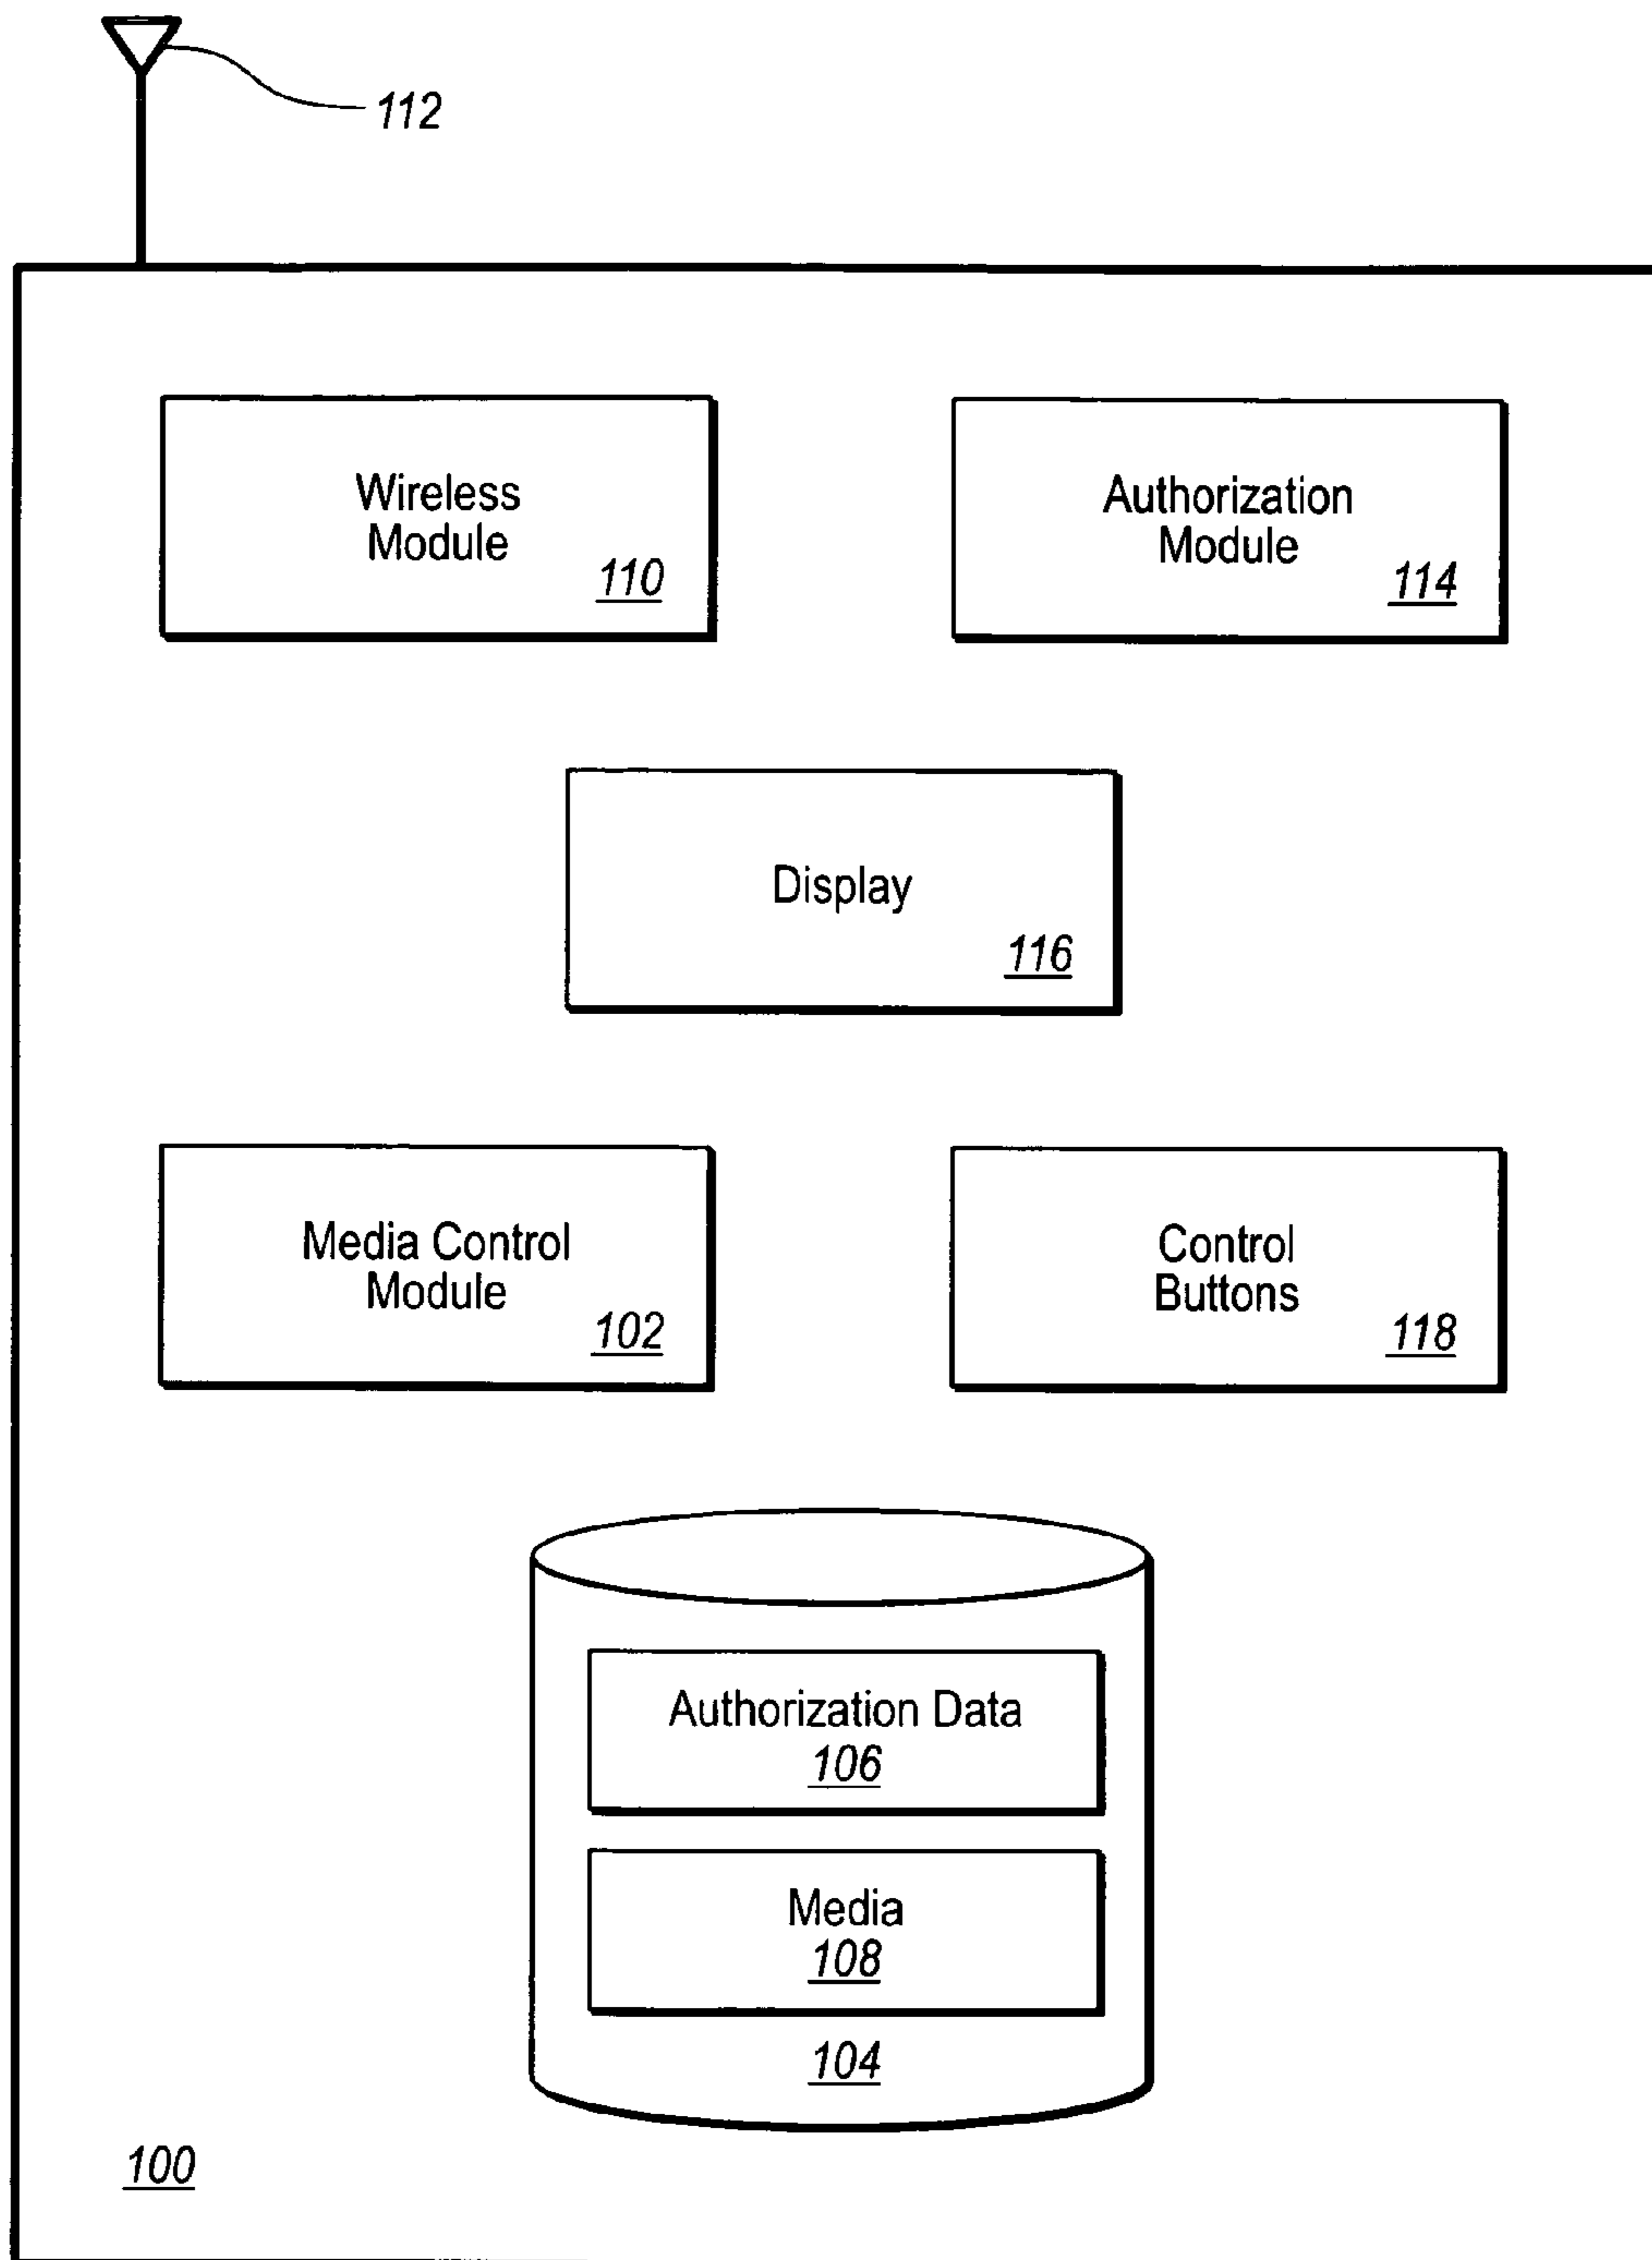 112
Wireless
Module
110
Authorization
Module
114
Display
116
Media Control
Module
102
Control
Buttons
118
Authorization Data
106
Media
108
104
100